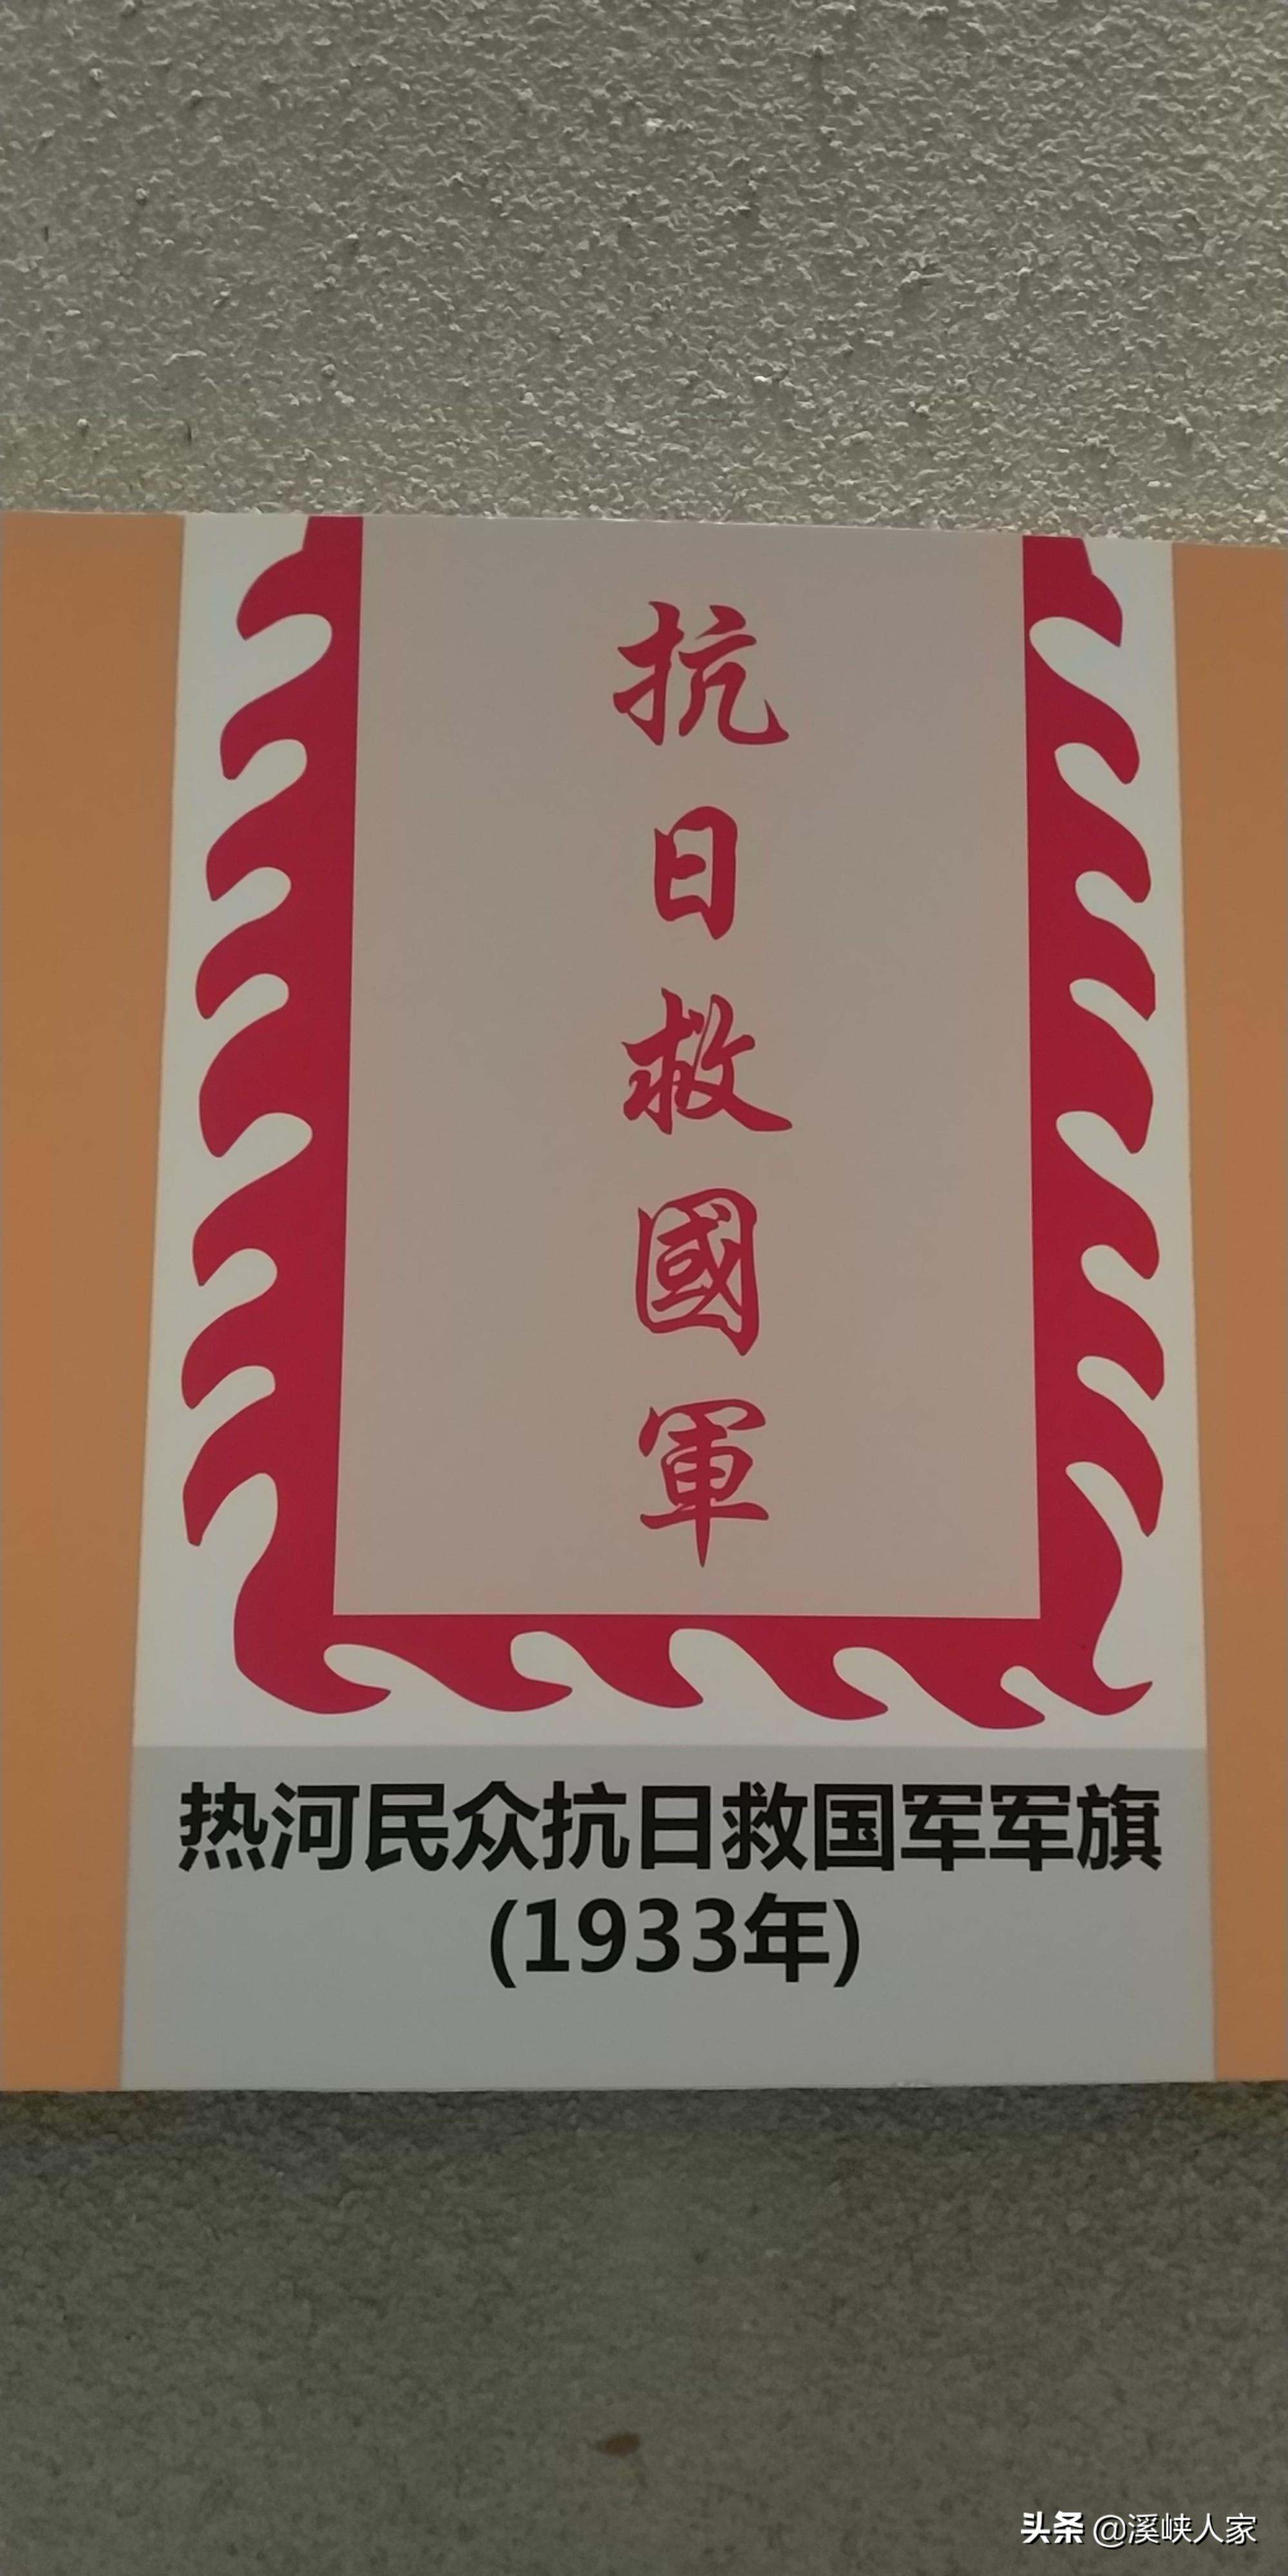 抗日救國軍
热河民众抗日救国军军旗
(1933年)
头条 @溪峡人家